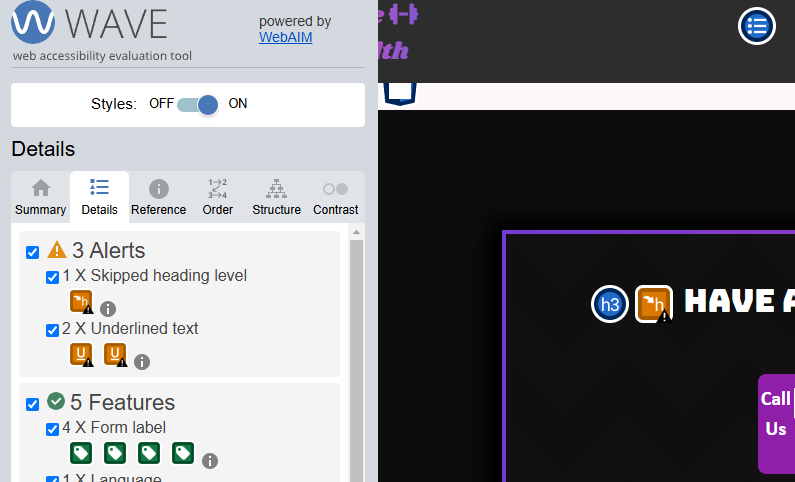 WAVE
powered by
WebAIM
web accessibility evaluation tool
Styles: OFF ON
Details
Summary Details Reference Order Structure Contrast
3 Alerts
1 X Skipped heading level
h
2 X Underlined text
U U
5 Features
4 X Form label
1 X Language
lth
h3 h HAVE A
Call
Us